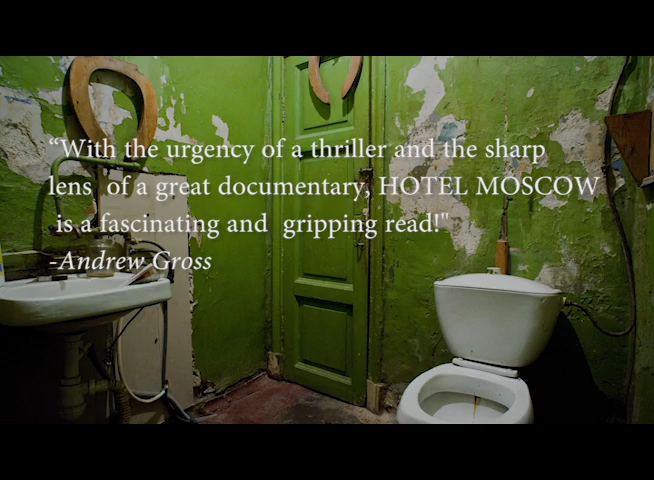 “With the urgency of a thriller and the sharp
lens  of a great documentary, HOTEL MOSCOW
is a fascinating and  gripping read!"
-Andrew Gross